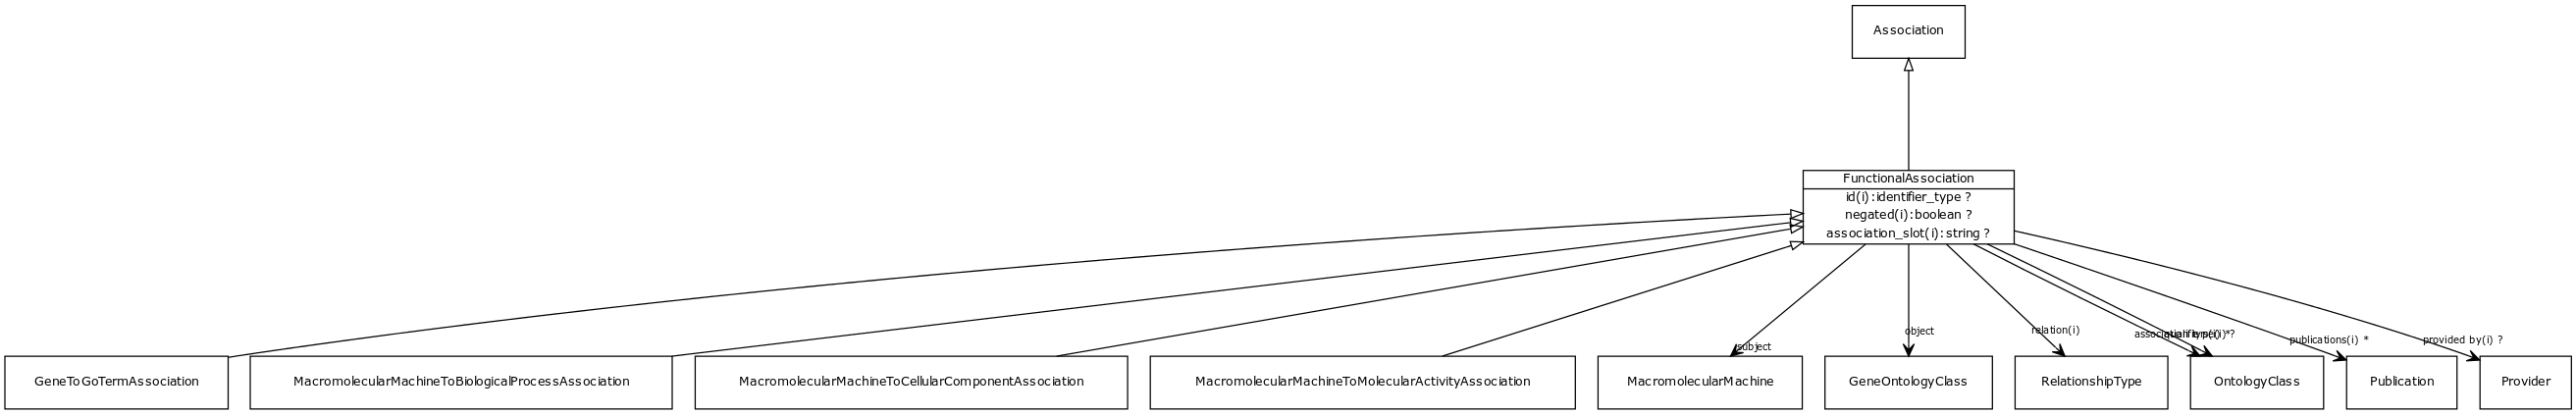 Association
FunctionalAssociation
id(i):identifier_type ?
negated(i):boolean ?
association_slot(i):string ?
object
relation(i)
association type(i) ?
qualifiers(i) *
publications(i) *
provided by(i) ?
subject
GeneToGoTermAssociation
MacromolecularMachineToBiologicalProcessAssociation
MacromolecularMachineToCellularComponentAssociation
MacromolecularMachineToMolecularActivityAssociation
MacromolecularMachine
GeneOntologyClass
RelationshipType
OntologyClass
Publication
Provider